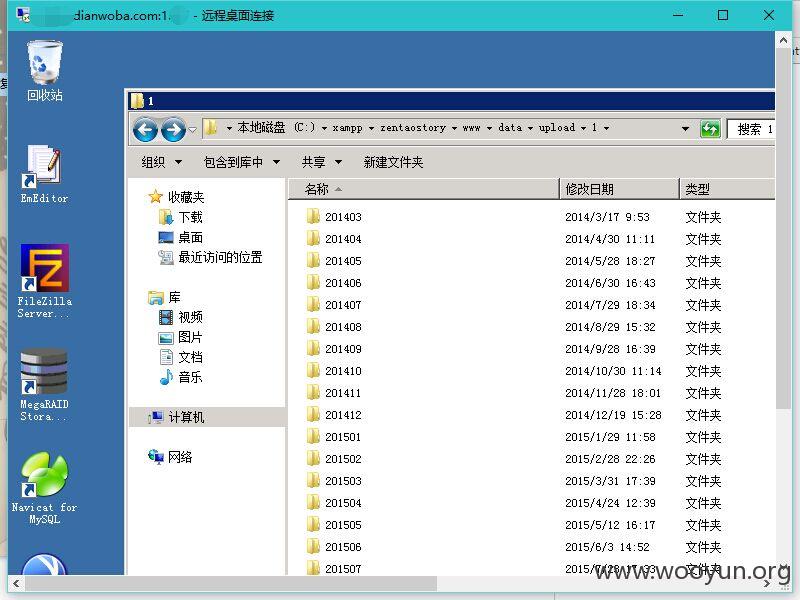 dianwoba.com:1 - 远程桌面连接
回收站
EmEditor
FileZilla
Server...
MegaRAID
Stora...
Navicat for
MySQL
1
本地磁盘 (C:) xampp zentaostory www data upload 1
搜索 1
组织 包含到库中 共享 新建文件夹
收藏夹
下载
桌面
最近访问的位置
库
视频
图片
文档
音乐
计算机
网络
名称 修改日期 类型
201403 2014/3/17 9:53 文件夹
201404 2014/4/30 11:11 文件夹
201405 2014/5/28 18:27 文件夹
201406 2014/6/30 16:43 文件夹
201407 2014/7/29 18:34 文件夹
201408 2014/8/29 15:32 文件夹
201409 2014/9/28 16:39 文件夹
201410 2014/10/30 11:14 文件夹
201411 2014/11/28 18:01 文件夹
201412 2014/12/19 15:28 文件夹
201501 2015/1/29 11:58 文件夹
201502 2015/2/28 22:26 文件夹
201503 2015/3/31 17:39 文件夹
201504 2015/4/24 12:39 文件夹
201505 2015/5/12 16:17 文件夹
201506 2015/6/3 14:52 文件夹
201507 2015/7/28 17:33 文件夹
www.wooyun.org